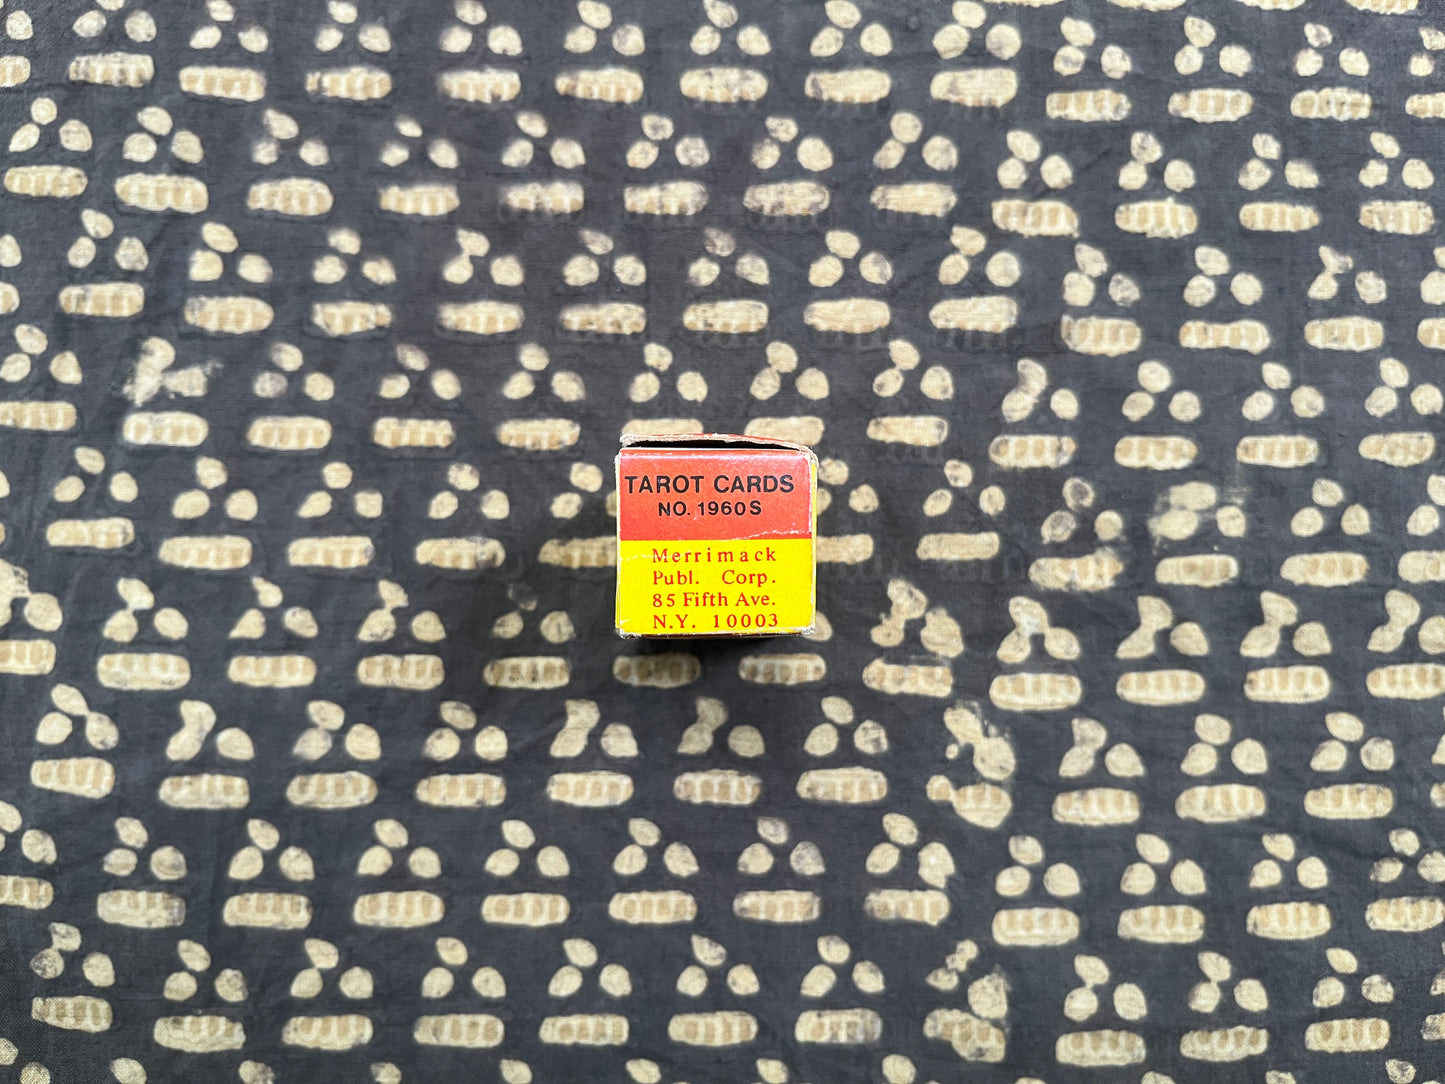 TAROT CARDS
NO. 1960S
Merrimack
Publ. Corp.
85 Fifth Ave.
N.Y. 10003